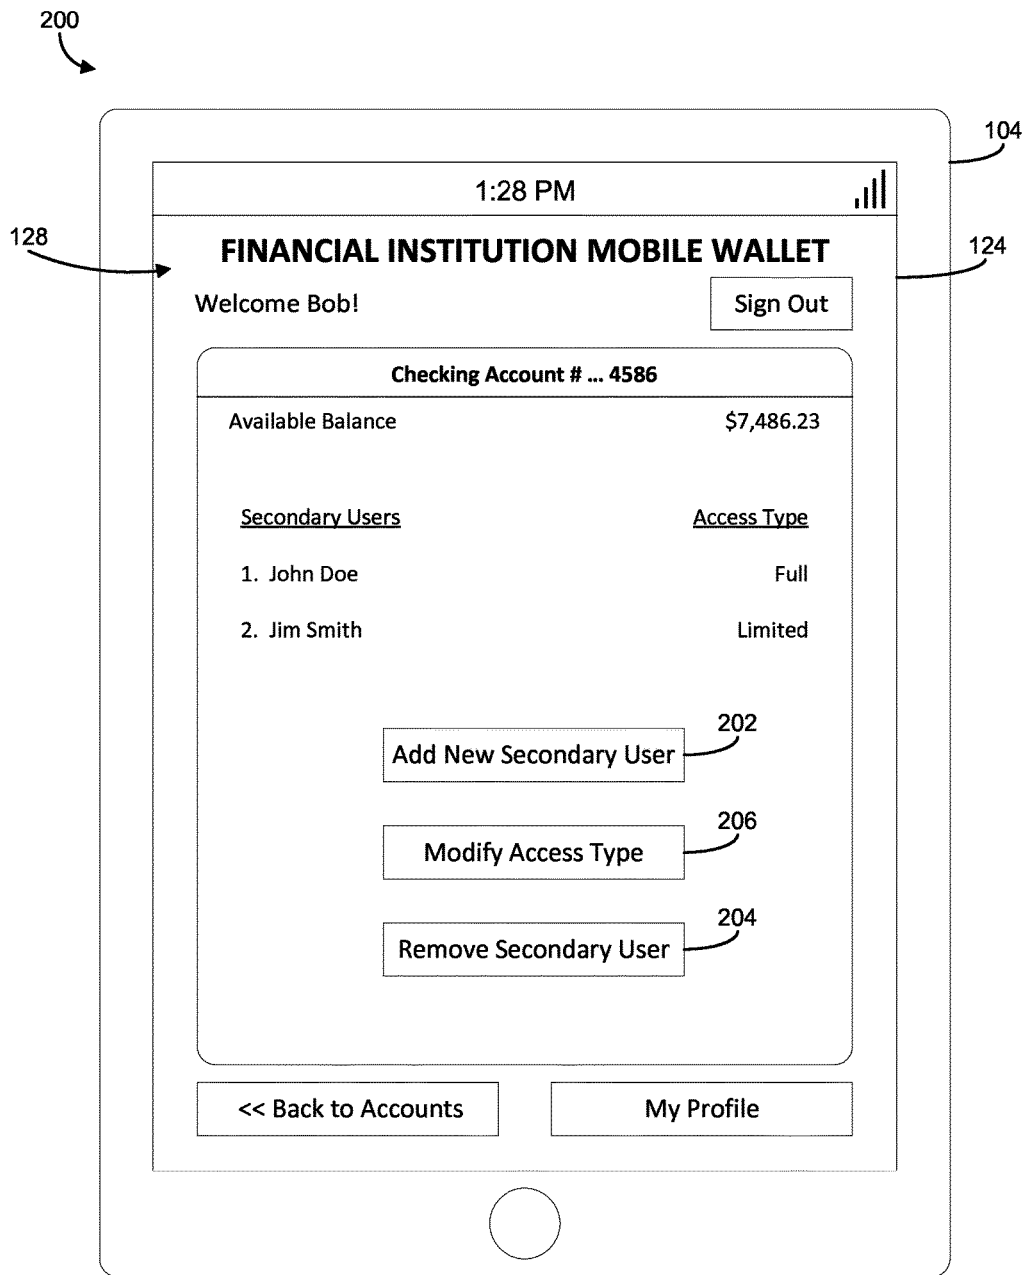 200
104
1:28 PM
128
FINANCIAL INSTITUTION MOBILE WALLET
124
Welcome Bob!
Sign Out
Checking Account # ... 4586
Available Balance $7,486.23
Secondary Users Access Type
1. John Doe Full
2. Jim Smith Limited
202
Add New Secondary User
206
Modify Access Type
204
Remove Secondary User
<< Back to Accounts My Profile